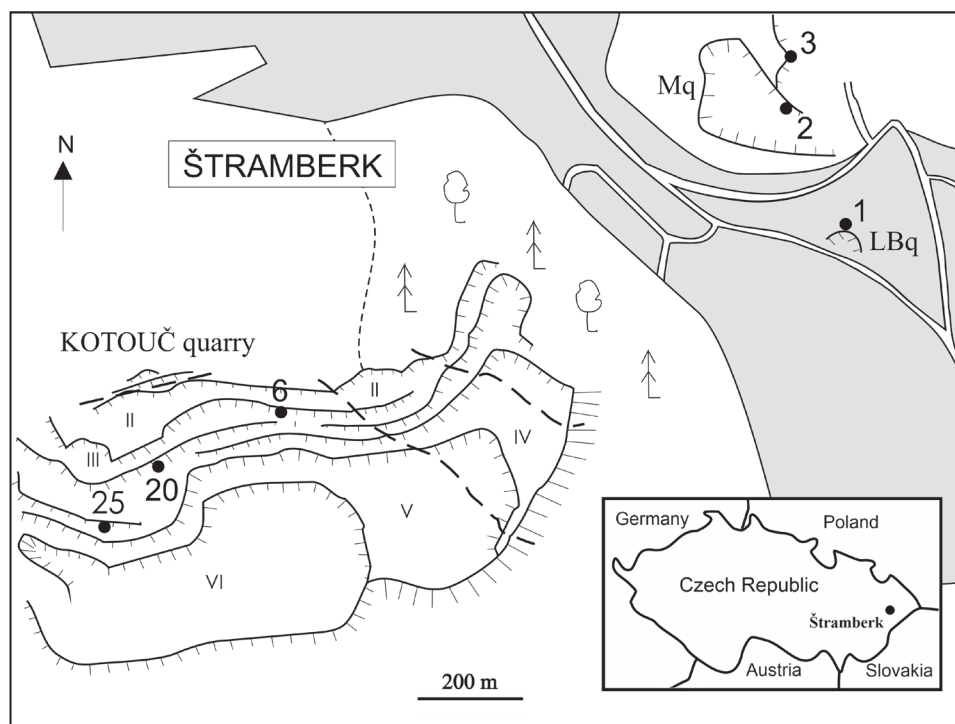 3
Mq
2
N
ŠTRAMBERK
1
LBq
KOTOUČ quarry
6
II
II
IV
III
20
25
V
VI
Germany
Poland
Czech Republic
Štramberk
Austria
Slovakia
200 m